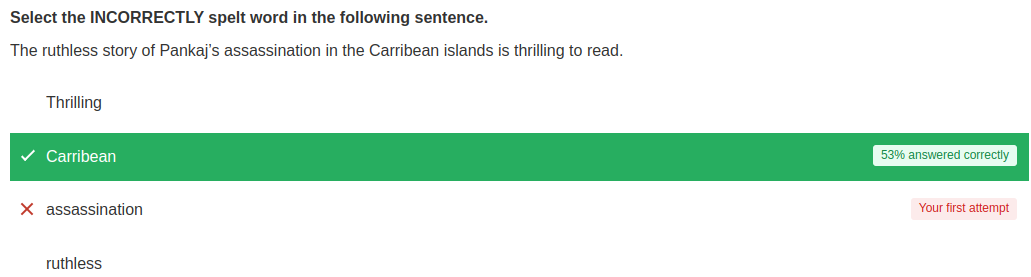 Select the INCORRECTLY spelt word in the following sentence.
The ruthless story of Pankaj’s assassination in the Carribean islands is thrilling to read.
Thrilling
Carribean 53% answered correctly
assassination Your first attempt
ruthless